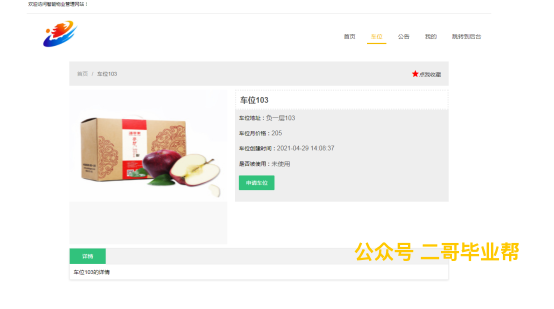 欢迎访问智能物业管理网站！
首页 车位 公告 我的 跳转到后台
首页 / 车位103
点我收藏
车位103
车位地址：负一层103
车位月价格：205
车位创建时间：2021-04-29 14:08:37
是否被使用：未使用
申请车位
详情
车位103的详情
公众号 二哥毕业帮